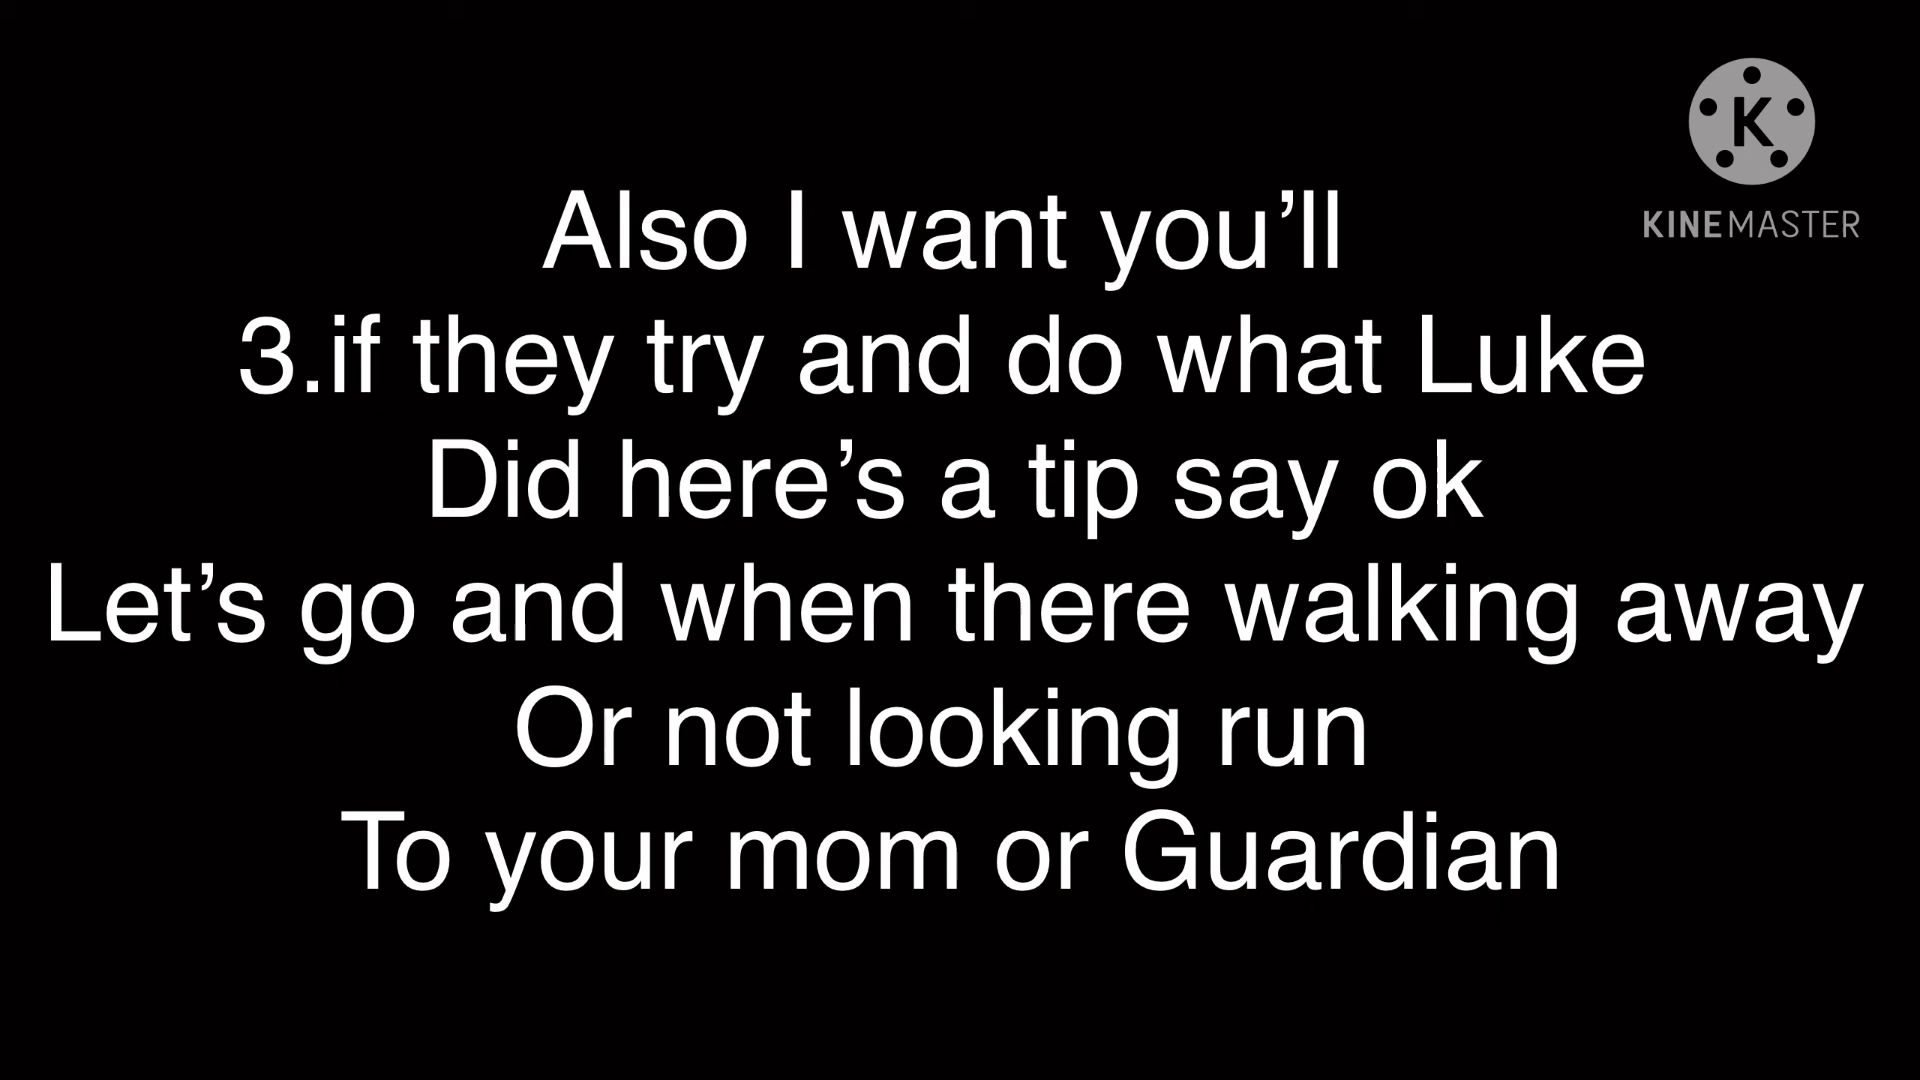 K
KINEMASTER
Also I want you’ll
3.if they try and do what Luke
Did here’s a tip say ok
Let’s go and when there walking away
Or not looking run
To your mom or Guardian